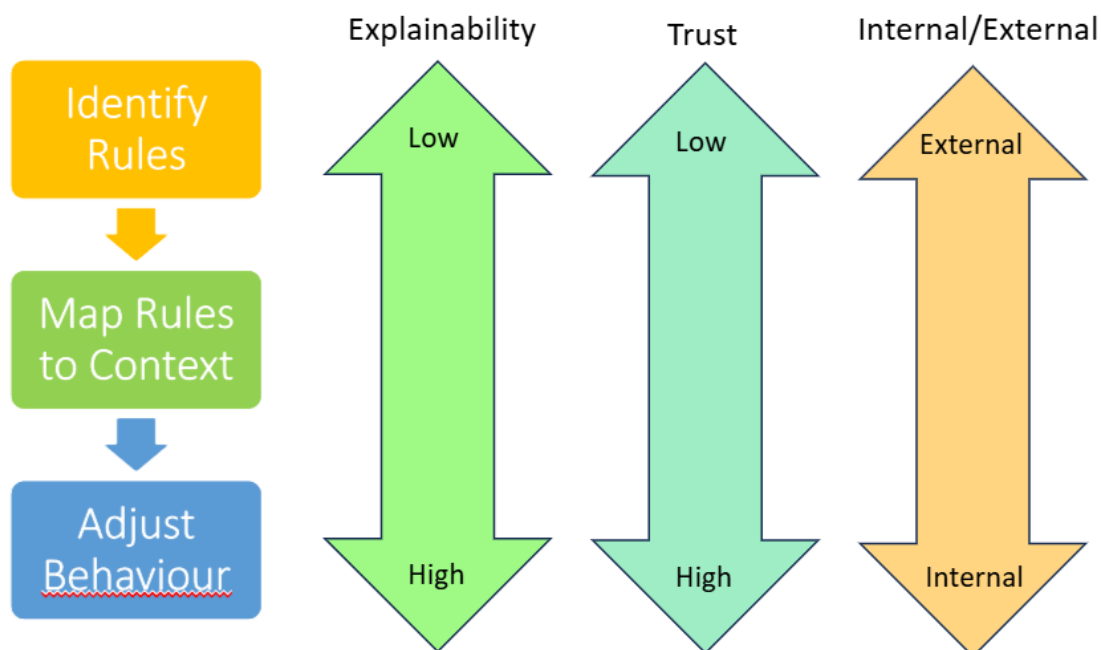 Explainability
Trust
Internal/External
Identify
Rules
Low
Low
External
Map Rules
to Context
Adjust
Behaviour
High
High
Internal